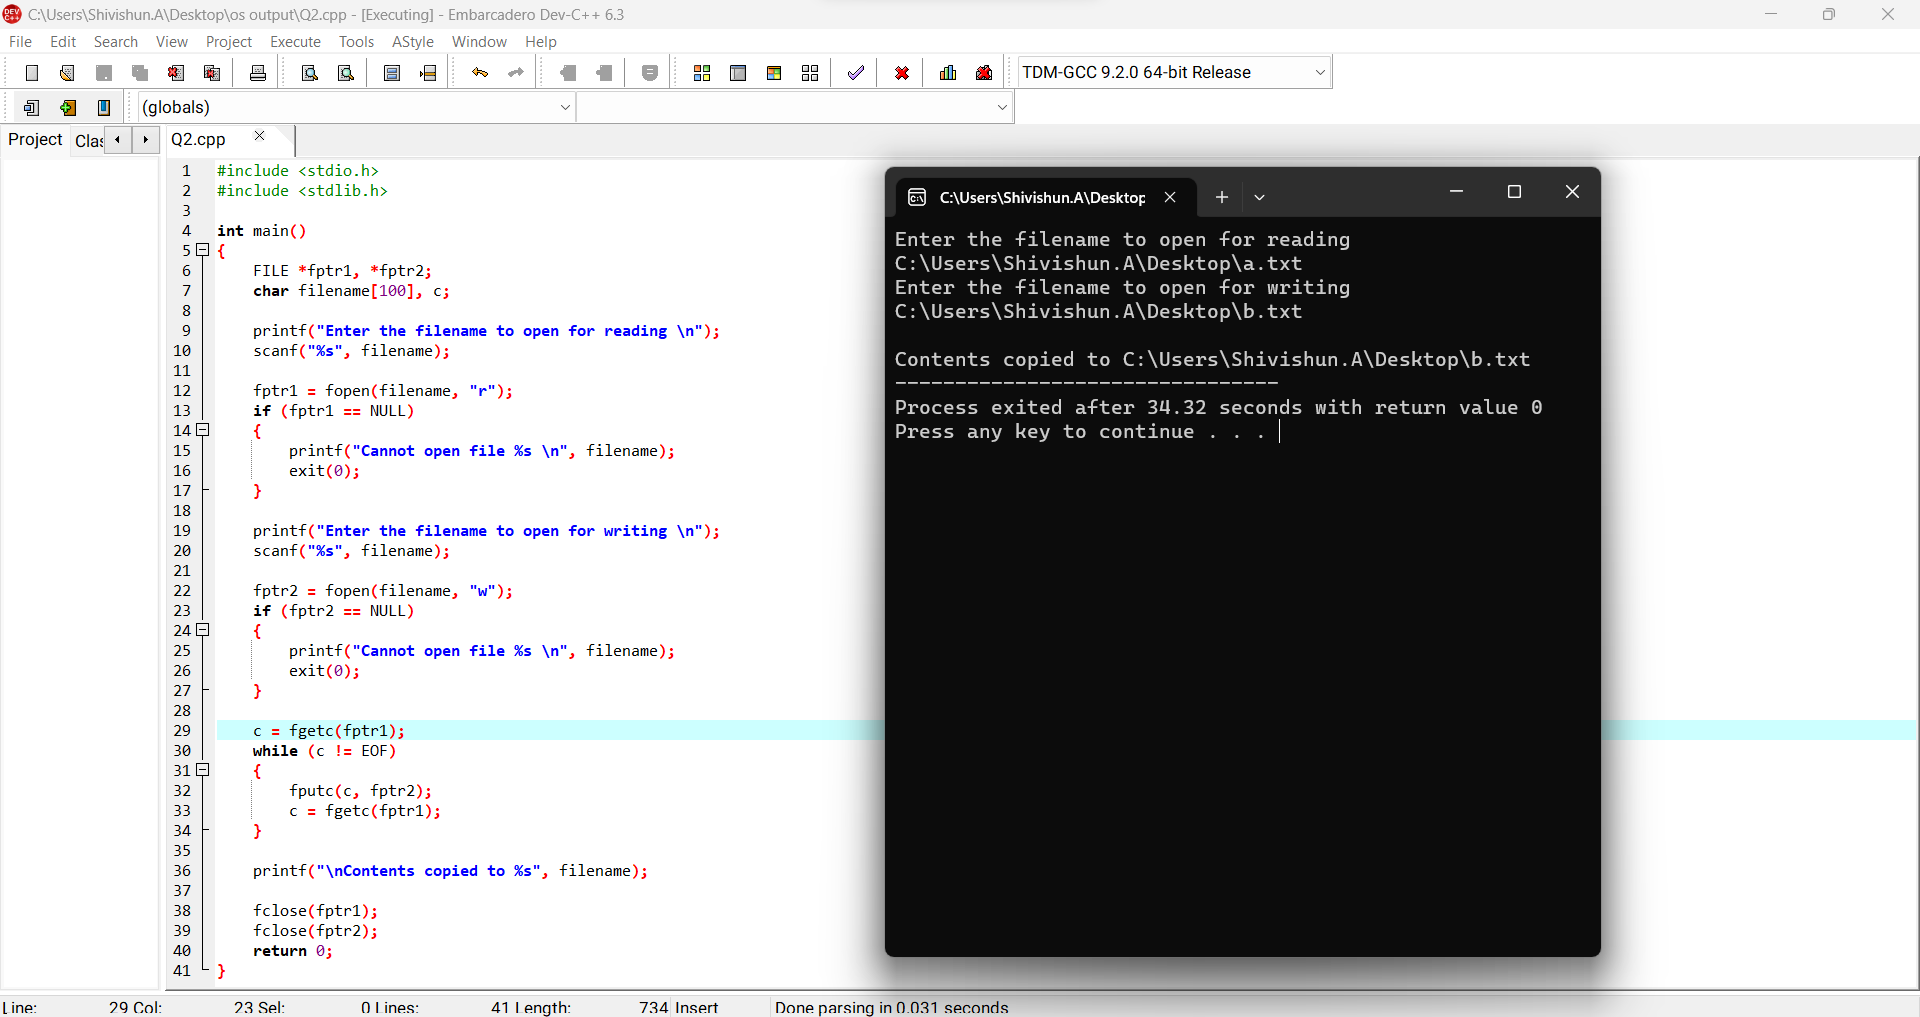 C:\Users\Shivishun.A\Desktop\os output\Q2.cpp - [Executing] - Embarcadero Dev-C++ 6.3
File Edit Search View Project Execute Tools AStyle Window Help
TDM-GCC 9.2.0 64-bit Release
(globals)
Project Clas Q2.cpp
1 #include <stdio.h>
2 #include <stdlib.h>
3
4 int main()
5 {
6 FILE *fptr1, *fptr2;
7 char filename[100], c;
8
9 printf("Enter the filename to open for reading \n");
10 scanf("%s", filename);
11
12 fptr1 = fopen(filename, "r");
13 if (fptr1 == NULL)
14 {
15 printf("Cannot open file %s \n", filename);
16 exit(0);
17 }
18
19 printf("Enter the filename to open for writing \n");
20 scanf("%s", filename);
21
22 fptr2 = fopen(filename, "w");
23 if (fptr2 == NULL)
24 {
25 printf("Cannot open file %s \n", filename);
26 exit(0);
27 }
28
29 c = fgetc(fptr1);
30 while (c != EOF)
31 {
32 fputc(c, fptr2);
33 c = fgetc(fptr1);
34 }
35
36 printf("\nContents copied to %s", filename);
37
38 fclose(fptr1);
39 fclose(fptr2);
40 return 0;
41 }
C:\Users\Shivishun.A\Desktop
Enter the filename to open for reading
C:\Users\Shivishun.A\Desktop\a.txt
Enter the filename to open for writing
C:\Users\Shivishun.A\Desktop\b.txt
Contents copied to C:\Users\Shivishun.A\Desktop\b.txt
--------------------------------
Process exited after 34.32 seconds with return value 0
Press any key to continue . . .
Line: 29 Col: 23 Sel: 0 Lines: 41 Length: 734 Insert Done parsing in 0.031 seconds